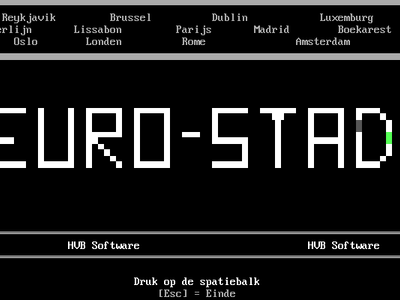 Reykjavik Brussel Dublin Luxemburg
erlijn Lissabon Parijs Madrid Boekarest
Oslo Londen Rome Amsterdam
EURO-STAD
HVB Software HVB Software
Druk op de spatiebalk
[Esc] = Einde